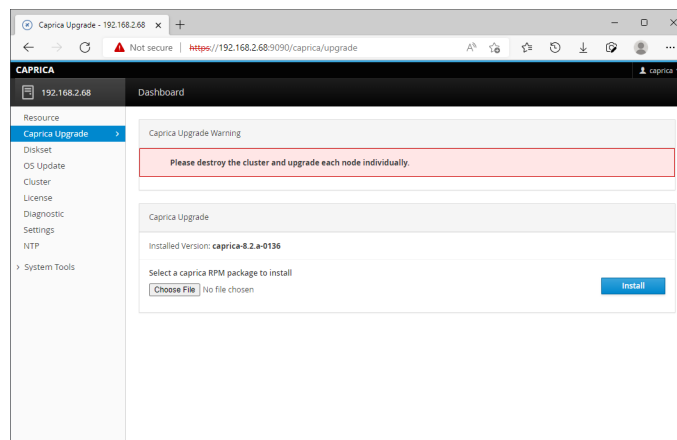 Caprica Upgrade - 192.168.2.68
Not secure | https://192.168.2.68:9090/caprica/upgrade
CAPRICA
caprica
192.168.2.68
Dashboard
Resource
Caprica Upgrade
Diskset
OS Update
Cluster
License
Diagnostic
Settings
NTP
System Tools
Caprica Upgrade Warning
Please destroy the cluster and upgrade each node individually.
Caprica Upgrade
Installed Version: caprica-8.2.a-0136
Select a caprica RPM package to install
Choose File No file chosen
Install